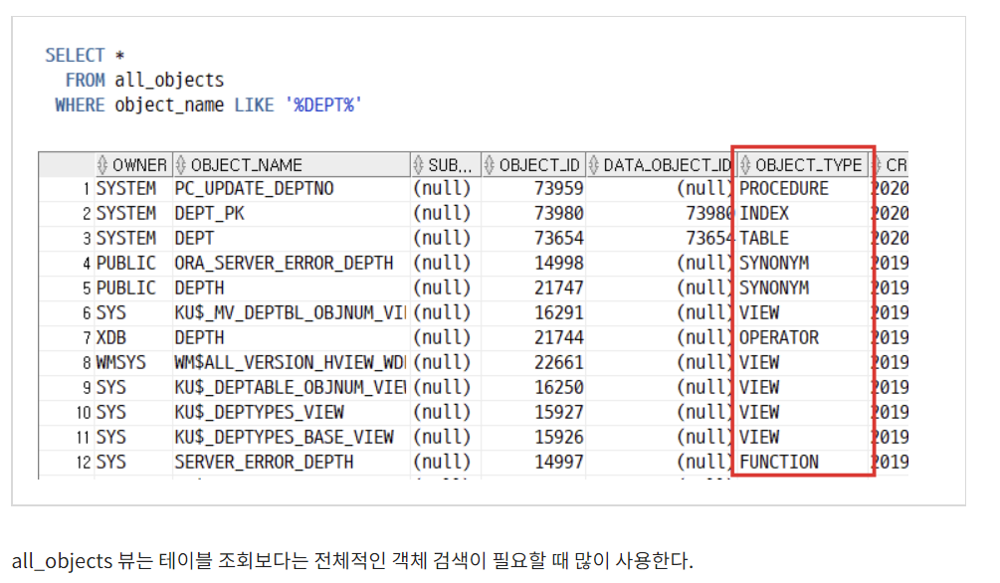 SELECT *
FROM all_objects
WHERE object_name LIKE '%DEPT%'
OWNER OBJECT_NAME SUB... OBJECT_ID DATA_OBJECT_ID OBJECT_TYPE CR
1 SYSTEM PC_UPDATE_DEPTNO (null) 73959 (null) PROCEDURE 2020
2 SYSTEM DEPT_PK (null) 73980 73980 INDEX 2020
3 SYSTEM DEPT (null) 73654 73654 TABLE 2020
4 PUBLIC ORA_SERVER_ERROR_DEPTH (null) 14998 (null) SYNONYM 2019
5 PUBLIC DEPTH (null) 21747 (null) SYNONYM 2019
6 SYS KU$_MV_DEPTBL_OBJNUM_VI (null) 16291 (null) VIEW 2019
7 XDB DEPTH (null) 21744 (null) OPERATOR 2019
8 WMSYS WM$ALL_VERSION_HVIEW_WD (null) 22661 (null) VIEW 2019
9 SYS KU$_DEPTABLE_OBJNUM_VIE (null) 16250 (null) VIEW 2019
10 SYS KU$_DEPTYPES_VIEW (null) 15927 (null) VIEW 2019
11 SYS KU$_DEPTYPES_BASE_VIEW (null) 15926 (null) VIEW 2019
12 SYS SERVER_ERROR_DEPTH (null) 14997 (null) FUNCTION 2019
all_objects 뷰는 테이블 조회보다는 전체적인 객체 검색이 필요할 때 많이 사용한다.